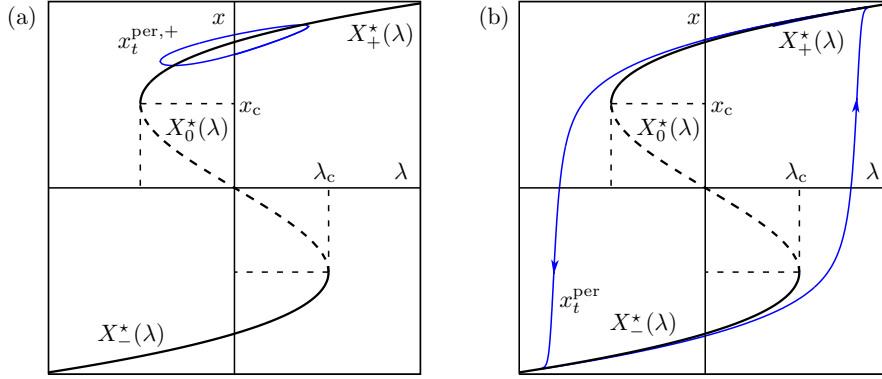 (a)
x
x_t^{per,+}
X_+^⋆(λ)
x_c
X_0^⋆(λ)
λ_c
λ
X_-^⋆(λ)
(b)
x
X_+^⋆(λ)
x_c
X_0^⋆(λ)
λ_c
λ
x_t^{per}
X_-^⋆(λ)